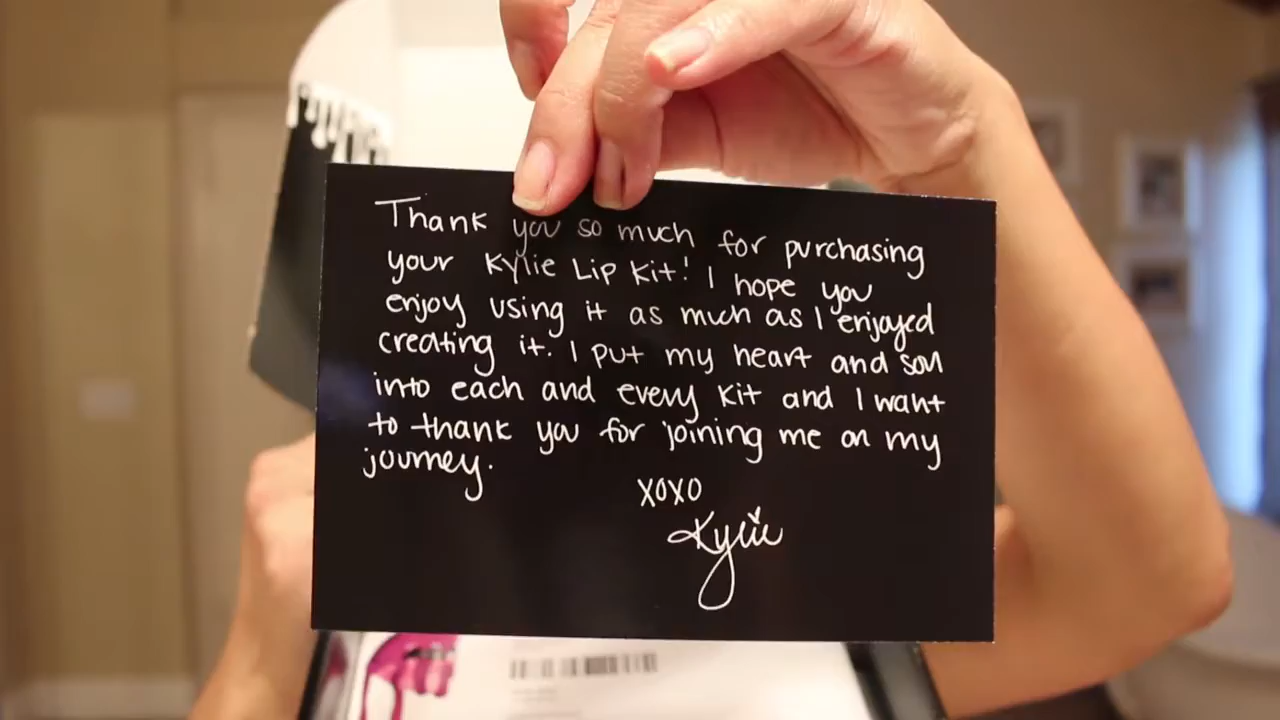 Thank you so much for purchasing
your Kylie Lip Kit! I hope you
enjoy using it as much as I enjoyed
creating it. I put my heart and soul
into each and every kit and I want
to thank you for joining me on my
journey.
XOXO
Kylie